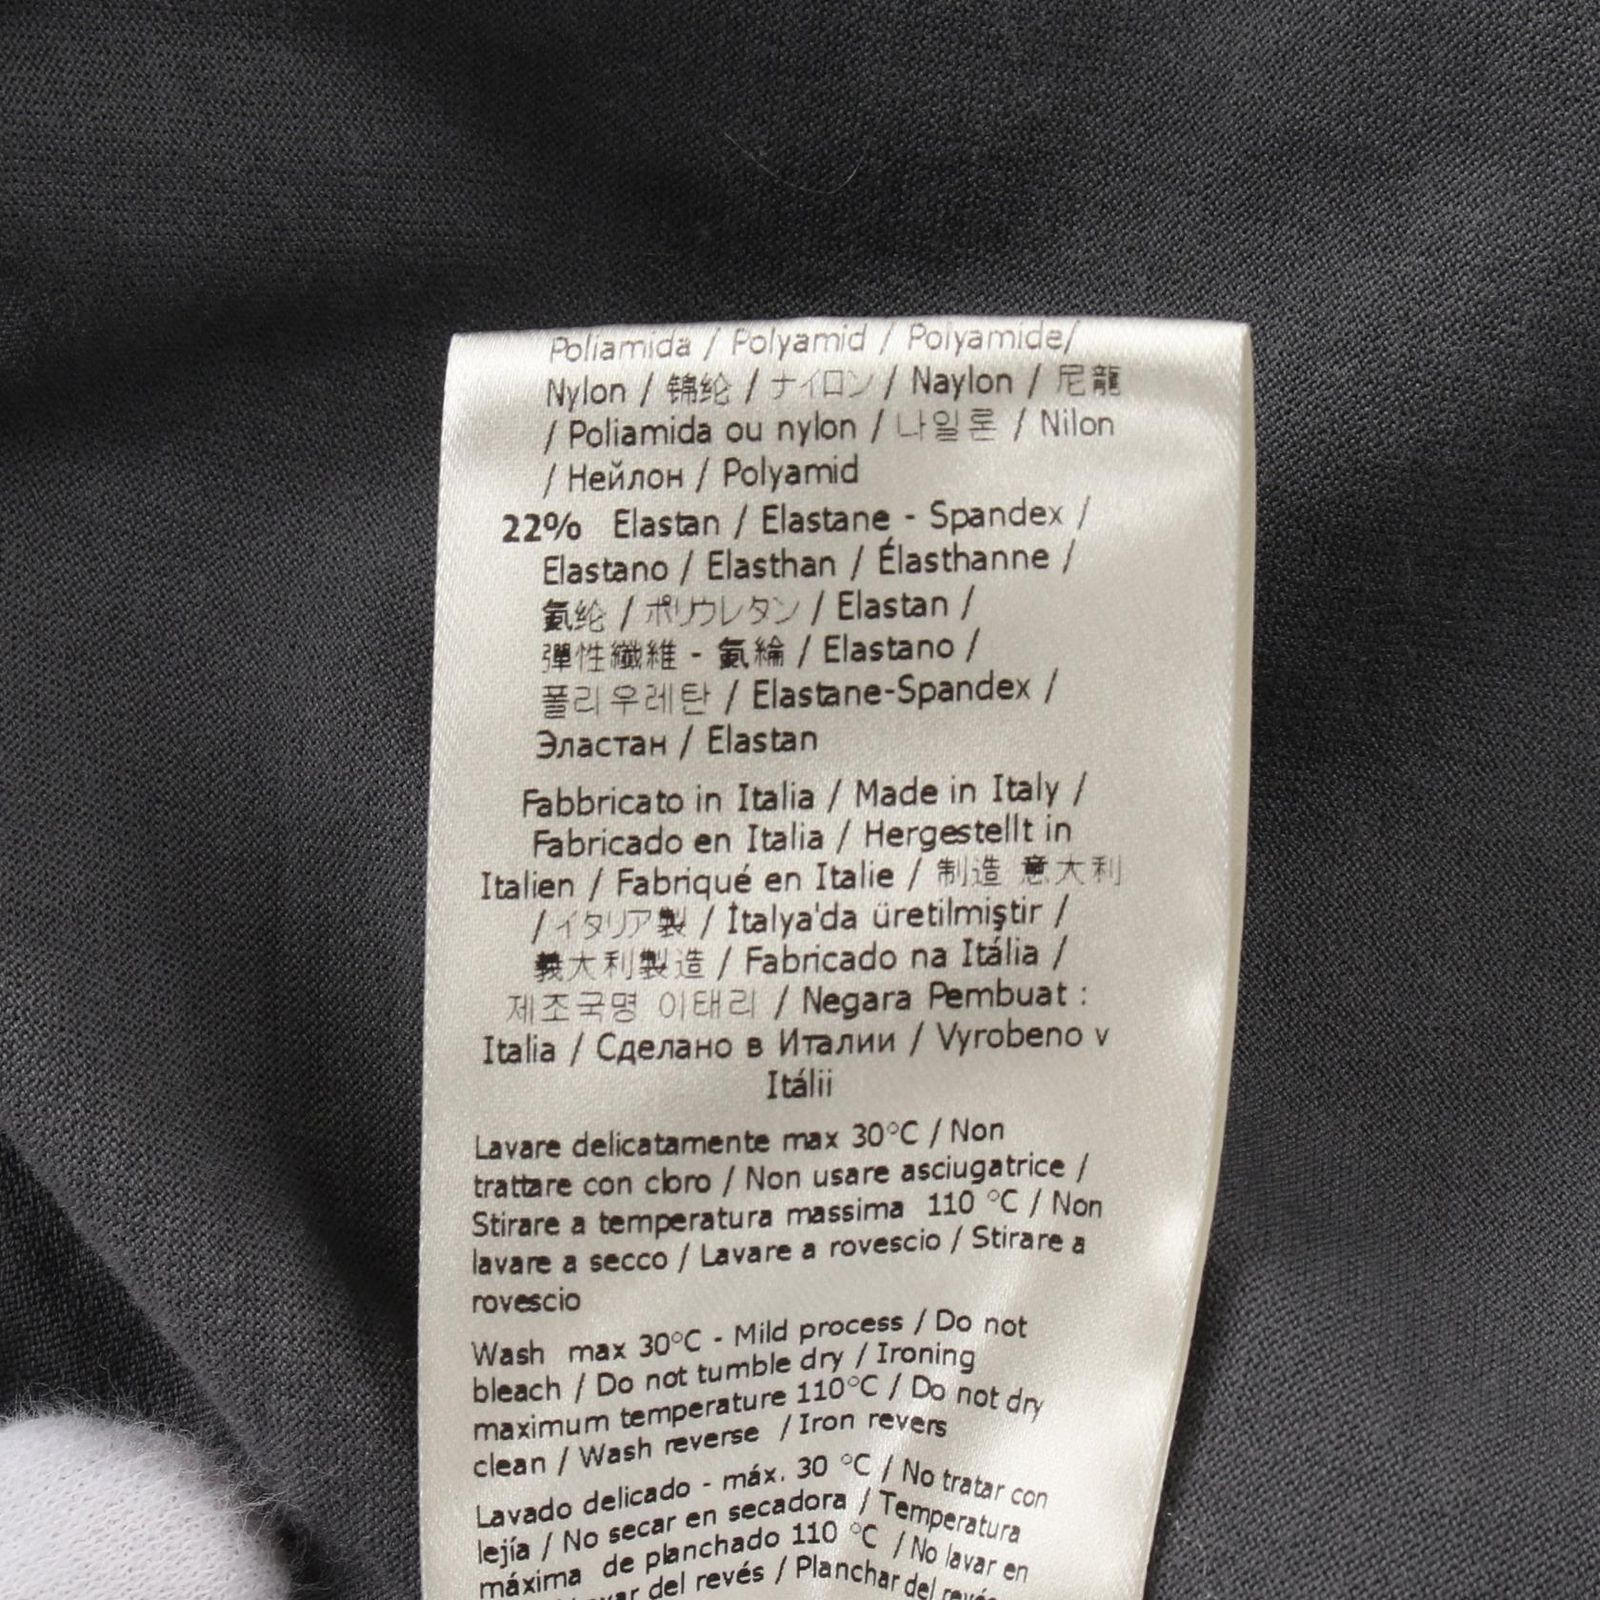 Poliamida / Polyamid / Polyamide/
Nylon / 锦纶 / ナイロン / Naylon / 尼龍
/ Poliamida ou nylon / 나일론 / Nilon
/ Нейлон / Polyamid
22% Elastan / Elastane - Spandex /
Elastano / Elasthan / Élasthanne /
氨纶 / ポリウレタン / Elastan /
彈性纖維 - 氨綸 / Elastano /
폴리우레탄 / Elastane-Spandex /
Эластан / Elastan
Fabbricato in Italia / Made in Italy /
Fabricado en Italia / Hergestellt in
Italien / Fabriqué en Italie / 制造 意大利
/ イタリア製 / İtalya'da üretilmiştir /
義大利製造 / Fabricado na Itália /
제조국명 이태리 / Negara Pembuat :
Italia / Сделано в Италии / Vyrobeno v
Itálii
Lavare delicatamente max 30°C / Non
trattare con cloro / Non usare asciugatrice /
Stirare a temperatura massima 110 °C / Non
lavare a secco / Lavare a rovescio / Stirare a
rovescio
Wash max 30°C - Mild process / Do not
bleach / Do not tumble dry / Ironing
maximum temperature 110°C / Do not dry
clean / Wash reverse / Iron revers
Lavado delicado - máx. 30 °C / No tratar con
lejía / No secar en secadora / Temperatura
máxima de planchado 110 °C / No lavar en
del revés / Planchar del